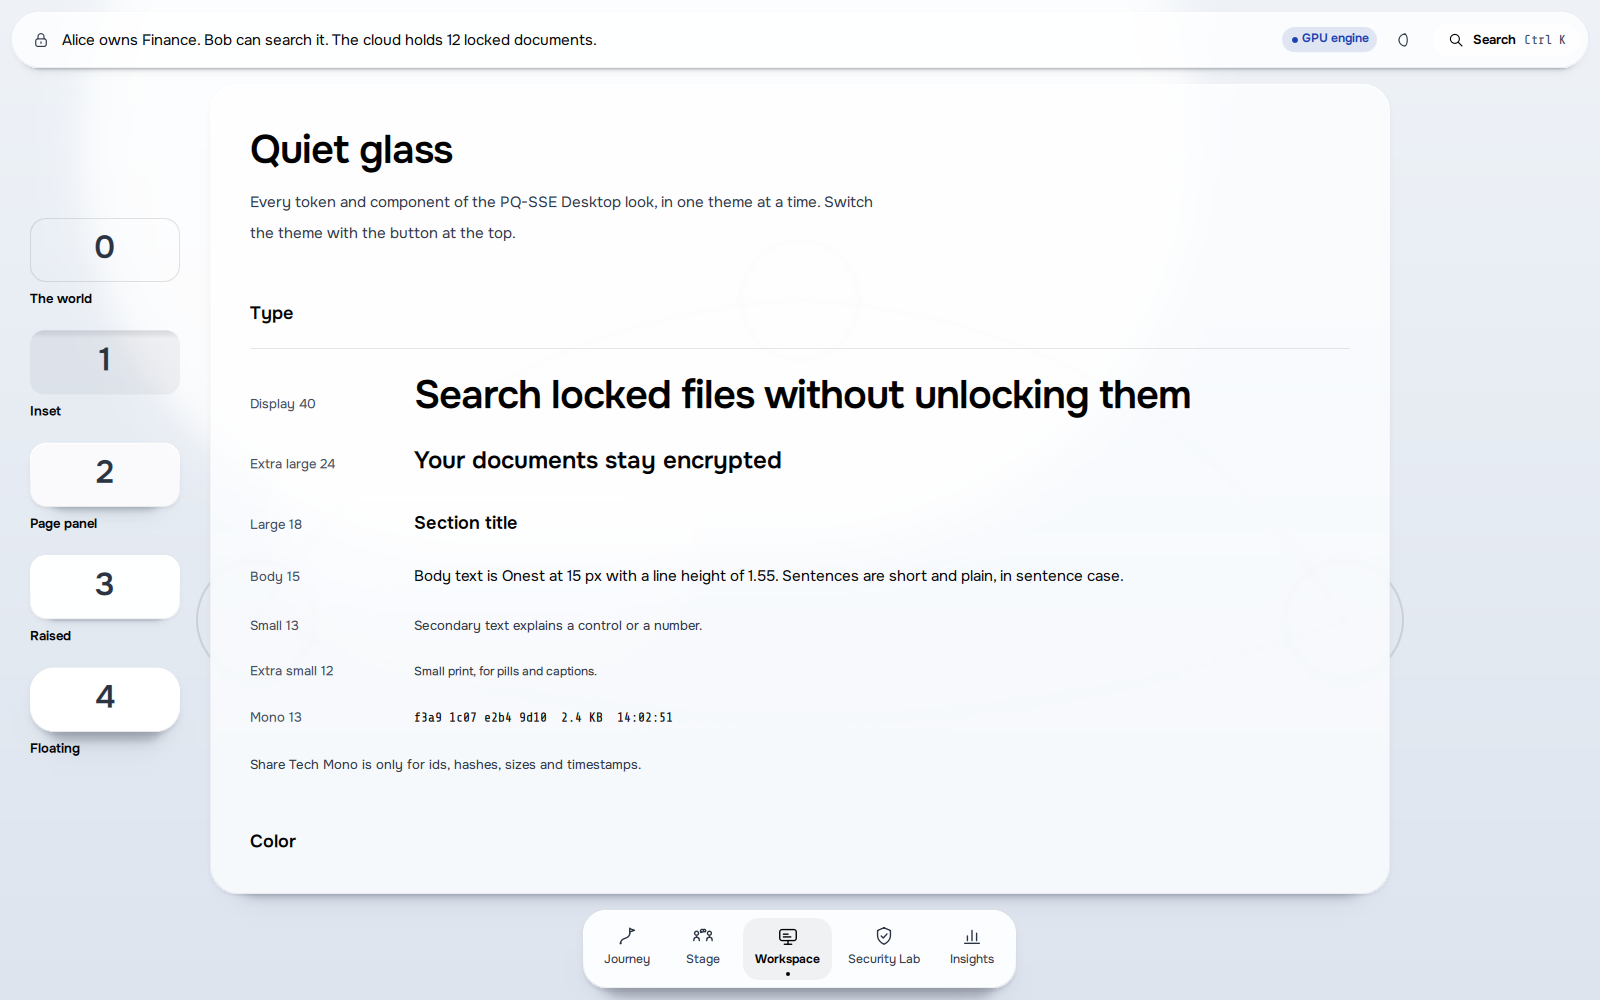 Alice owns Finance. Bob can search it. The cloud holds 12 locked documents.
GPU engine
Search Ctrl K
0
The world
1
Inset
2
Page panel
3
Raised
4
Floating
Quiet glass
Every token and component of the PQ-SSE Desktop look, in one theme at a time. Switch
the theme with the button at the top.
Type
Display 40 Search locked files without unlocking them
Extra large 24 Your documents stay encrypted
Large 18 Section title
Body 15 Body text is Onest at 15 px with a line height of 1.55. Sentences are short and plain, in sentence case.
Small 13 Secondary text explains a control or a number.
Extra small 12 Small print, for pills and captions.
Mono 13 f3a9 1c07 e2b4 9d10 2.4 KB 14:02:51
Share Tech Mono is only for ids, hashes, sizes and timestamps.
Color
Journey Stage Workspace Security Lab Insights